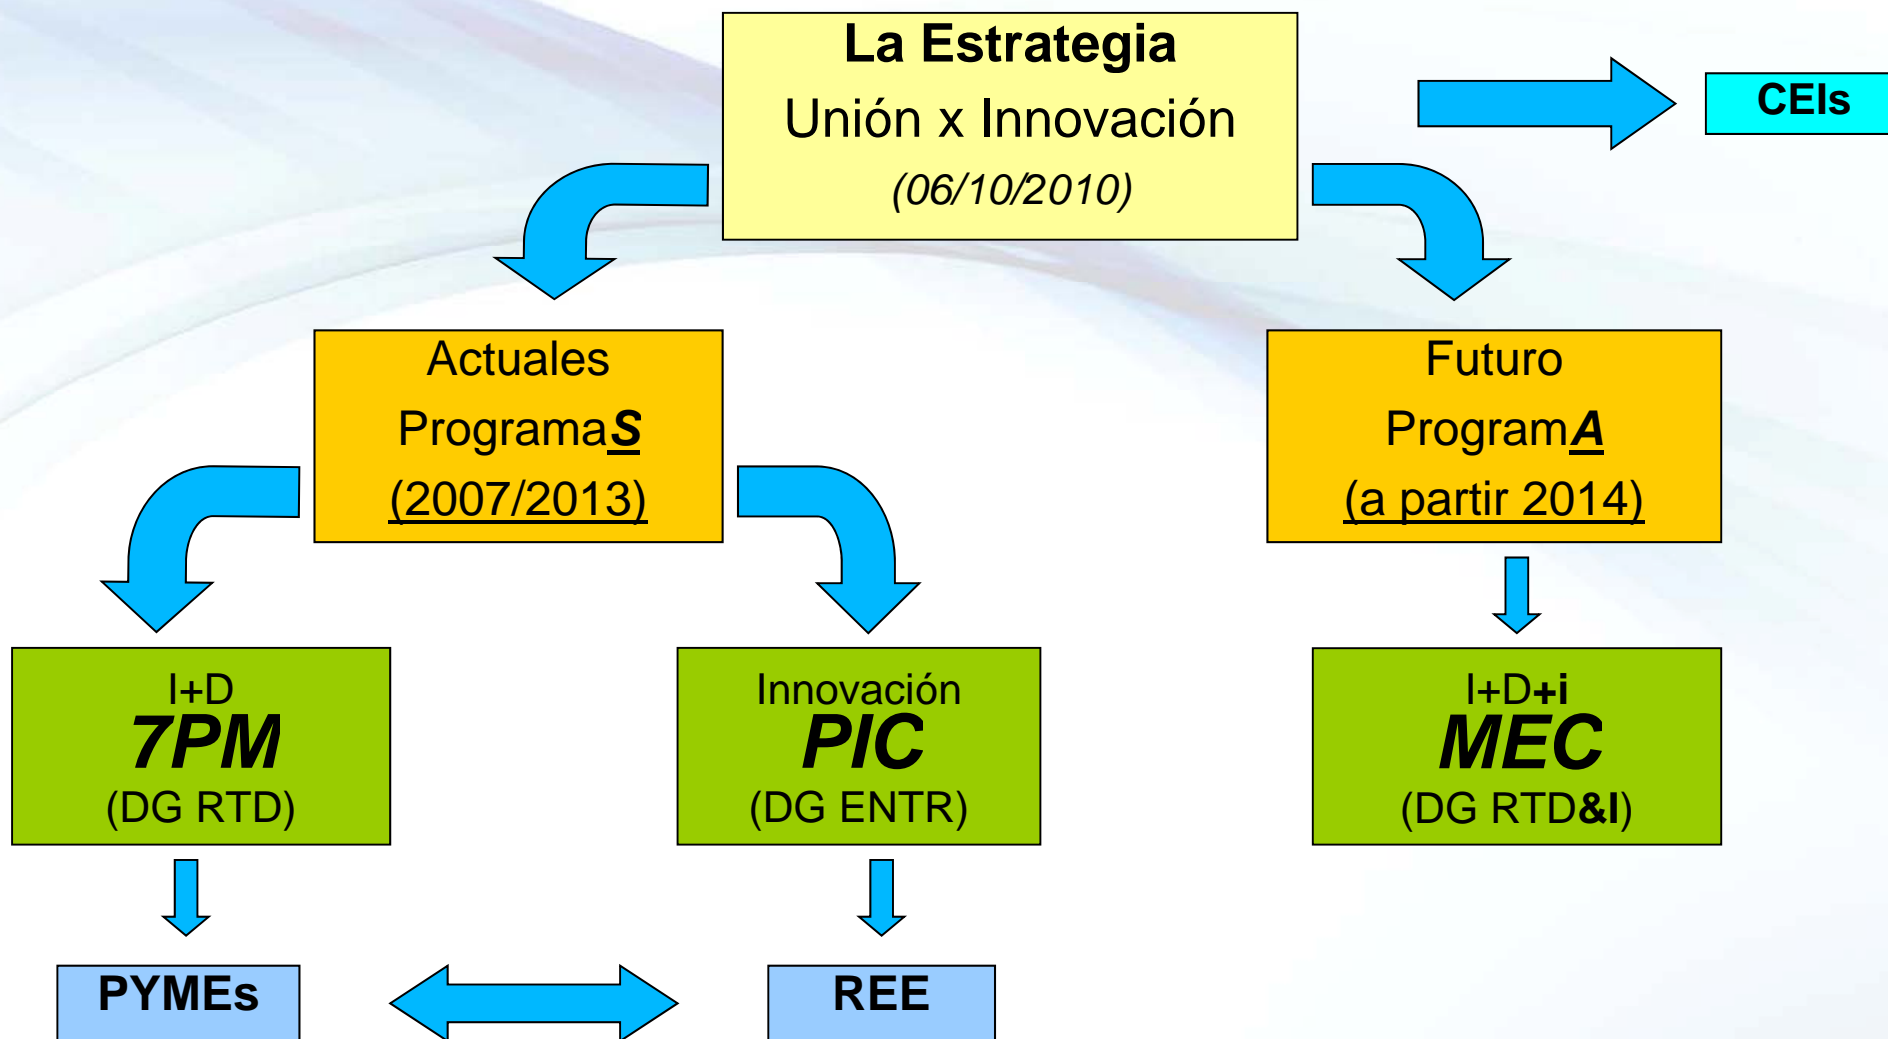 La Estrategia
Unión x Innovación
(06/10/2010)
CEIs
Actuales
ProgramaS
(2007/2013)
Futuro
ProgramA
(a partir 2014)
I+D
7PM
(DG RTD)
Innovación
PIC
(DG ENTR)
I+D+i
MEC
(DG RTD&I)
PYMEs
REE